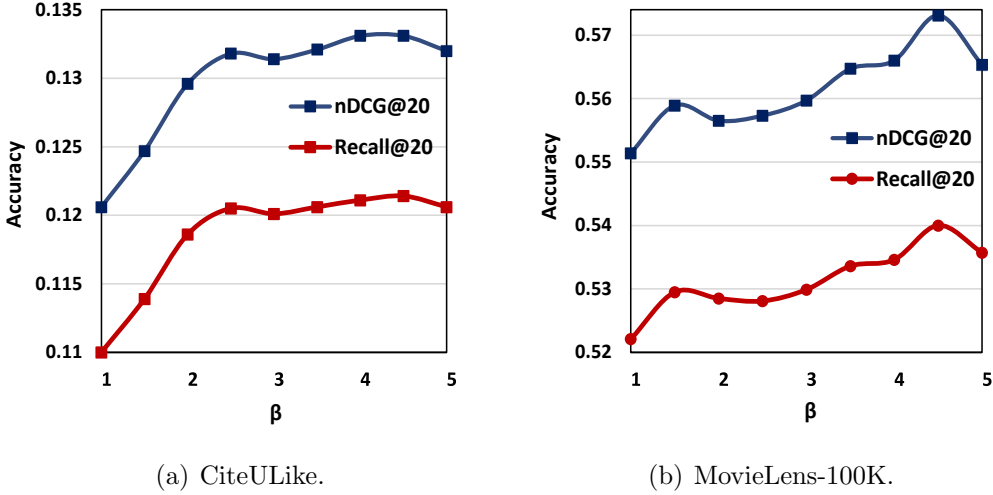 0.135
0.13
0.125
0.12
0.115
0.11
Accuracy
nDCG@20
Recall@20
1 2 3 4 5
β
(a) CiteULike.
0.57
0.56
0.55
0.54
0.53
0.52
Accuracy
nDCG@20
Recall@20
1 2 3 4 5
β
(b) MovieLens-100K.